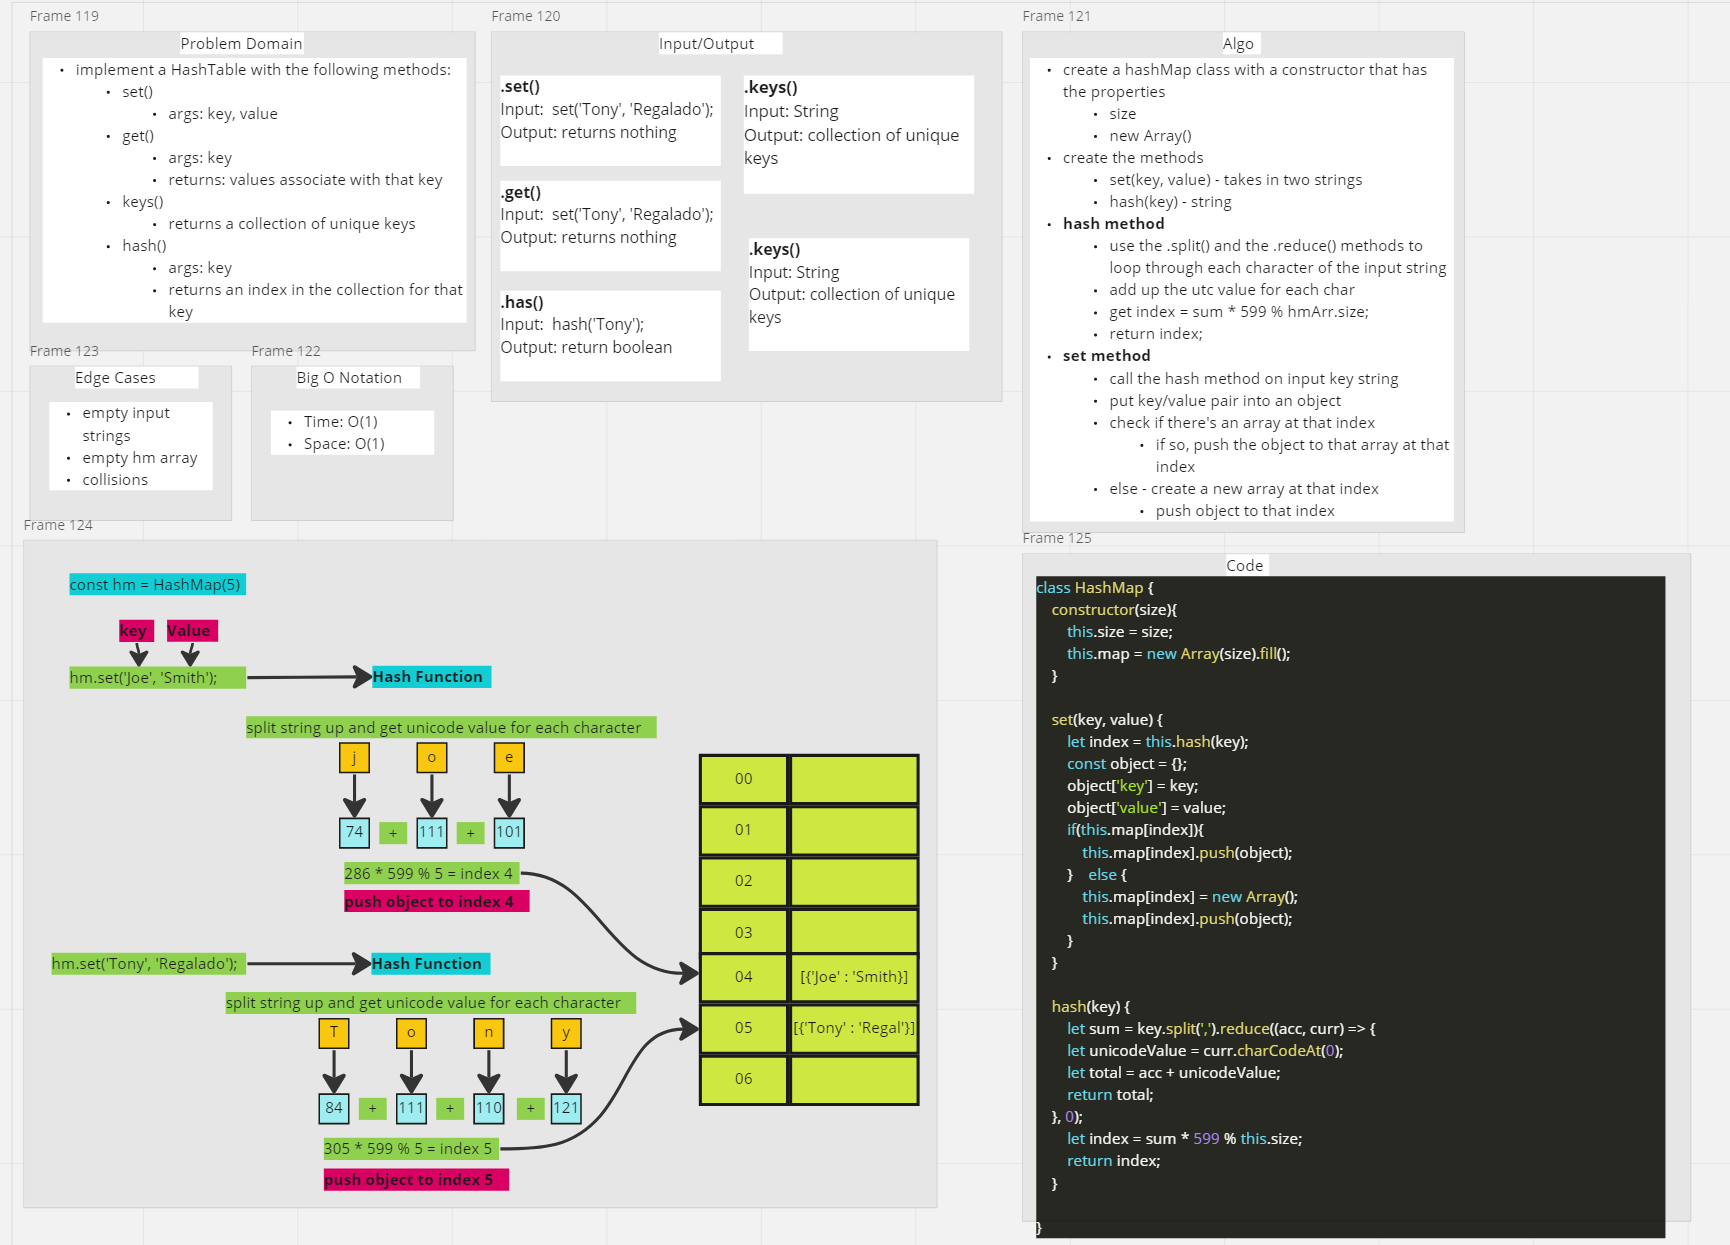 Frame 119
Problem Domain
• implement a HashTable with the following methods:
• set()
• args: key, value
• get()
• args: key
• returns: values associate with that key
• keys()
• returns a collection of unique keys
• hash()
• args: key
• returns an index in the collection for that
key
Frame 120
Input/Output
.set()
Input:  set('Tony', 'Regalado');
Output: returns nothing
.get()
Input:  set('Tony', 'Regalado');
Output: returns nothing
.has()
Input:  hash('Tony');
Output: return boolean
.keys()
Input: String
Output: collection of unique
keys
.keys()
Input: String
Output: collection of unique
keys
Frame 121
Algo
• create a hashMap class with a constructor that has
the properties
• size
• new Array()
• create the methods
• set(key, value) - takes in two strings
• hash(key) - string
• hash method
• use the .split() and the .reduce() methods to
loop through each character of the input string
• add up the utc value for each char
• get index = sum * 599 % hmArr.size;
• return index;
• set method
• call the hash method on input key string
• put key/value pair into an object
• check if there's an array at that index
• if so, push the object to that array at that
index
• else - create a new array at that index
• push object to that index
Frame 123
Edge Cases
• empty input
strings
• empty hm array
• collisions
Frame 122
Big O Notation
• Time: O(1)
• Space: O(1)
Frame 124
const hm = HashMap(5)
key Value
hm.set('Joe', 'Smith');
Hash Function
split string up and get unicode value for each character
j o e
74 + 111 + 101
286 * 599 % 5 = index 4
push object to index 4
hm.set('Tony', 'Regalado');
Hash Function
split string up and get unicode value for each character
T o n y
84 + 111 + 110 + 121
305 * 599 % 5 = index 5
push object to index 5
00
01
02
03
04 [{'Joe' : 'Smith}]
05 [{'Tony' : 'Regal'}]
06
Frame 125
Code
class HashMap {
constructor(size){
this.size = size;
this.map = new Array(size).fill();
}
set(key, value) {
let index = this.hash(key);
const object = {};
object['key'] = key;
object['value'] = value;
if(this.map[index]){
this.map[index].push(object);
}   else {
this.map[index] = new Array();
this.map[index].push(object);
}
}
hash(key) {
let sum = key.split(',').reduce((acc, curr) => {
let unicodeValue = curr.charCodeAt(0);
let total = acc + unicodeValue;
return total;
}, 0);
let index = sum * 599 % this.size;
return index;
}
}